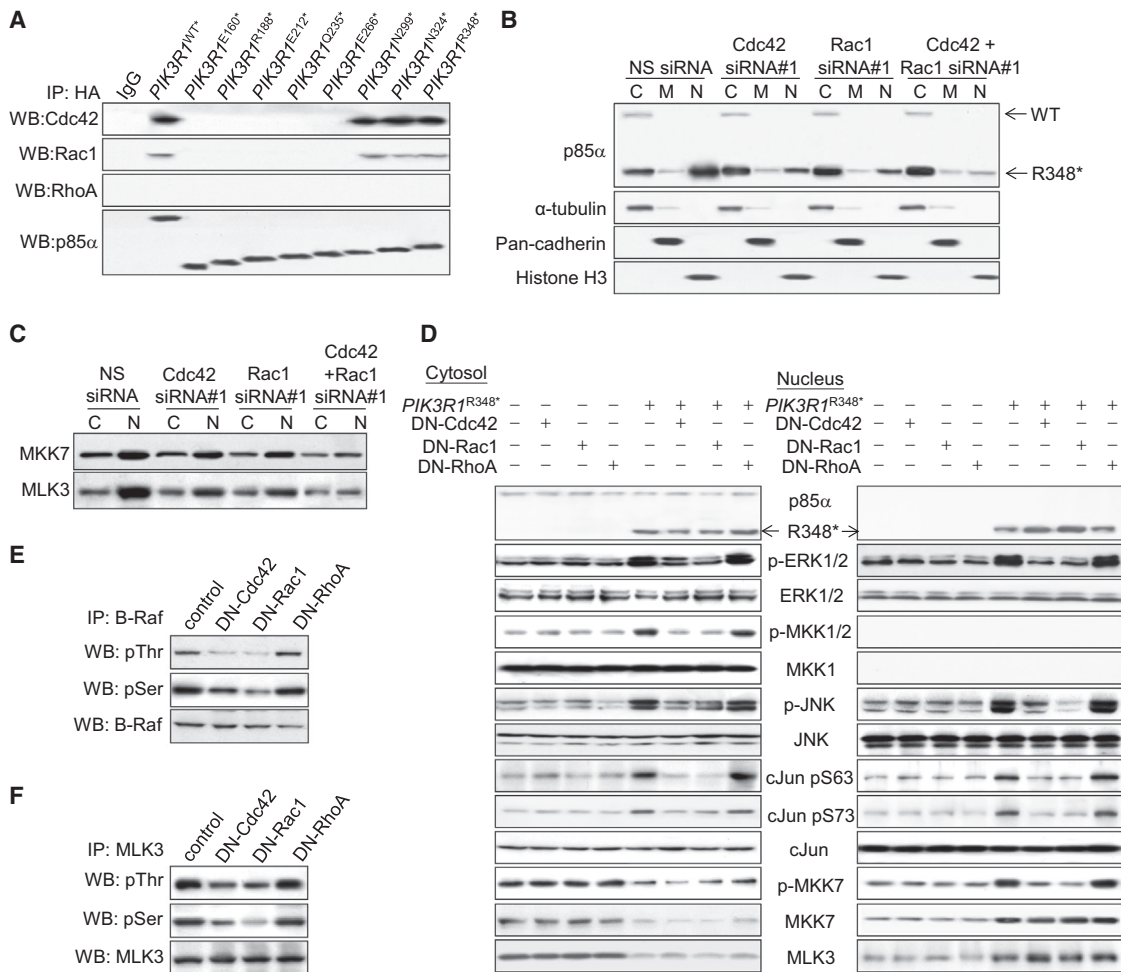 A
IP: HA
IgG
PIK3R1WT*
PIK3R1E160*
PIK3R1R188*
PIK3R1E212*
PIK3R1Q235*
PIK3R1E266*
PIK3R1N299*
PIK3R1N324*
PIK3R1R348*
WB:Cdc42
WB:Rac1
WB:RhoA
WB:p85α
B
NS siRNA
Cdc42 siRNA#1
Rac1 siRNA#1
Cdc42 + Rac1 siRNA#1
C M N C M N C M N C M N
p85α
WT
R348*
α-tubulin
Pan-cadherin
Histone H3
C
NS siRNA
Cdc42 siRNA#1
Rac1 siRNA#1
Cdc42 +Rac1 siRNA#1
C N C N C N C N
MKK7
MLK3
D
Cytosol
PIK3R1R348* – – – – + + + +
DN-Cdc42 – + – – – + – –
DN-Rac1 – – + – – – + –
DN-RhoA – – – + – – – +
Nucleus
PIK3R1R348* – – – – + + + +
DN-Cdc42 – + – – – + – –
DN-Rac1 – – + – – – + –
DN-RhoA – – – + – – – +
p85α
R348*
p-ERK1/2
ERK1/2
p-MKK1/2
MKK1
p-JNK
JNK
cJun pS63
cJun pS73
cJun
p-MKK7
MKK7
MLK3
E
IP: B-Raf
control
DN-Cdc42
DN-Rac1
DN-RhoA
WB: pThr
WB: pSer
WB: B-Raf
F
IP: MLK3
control
DN-Cdc42
DN-Rac1
DN-RhoA
WB: pThr
WB: pSer
WB: MLK3